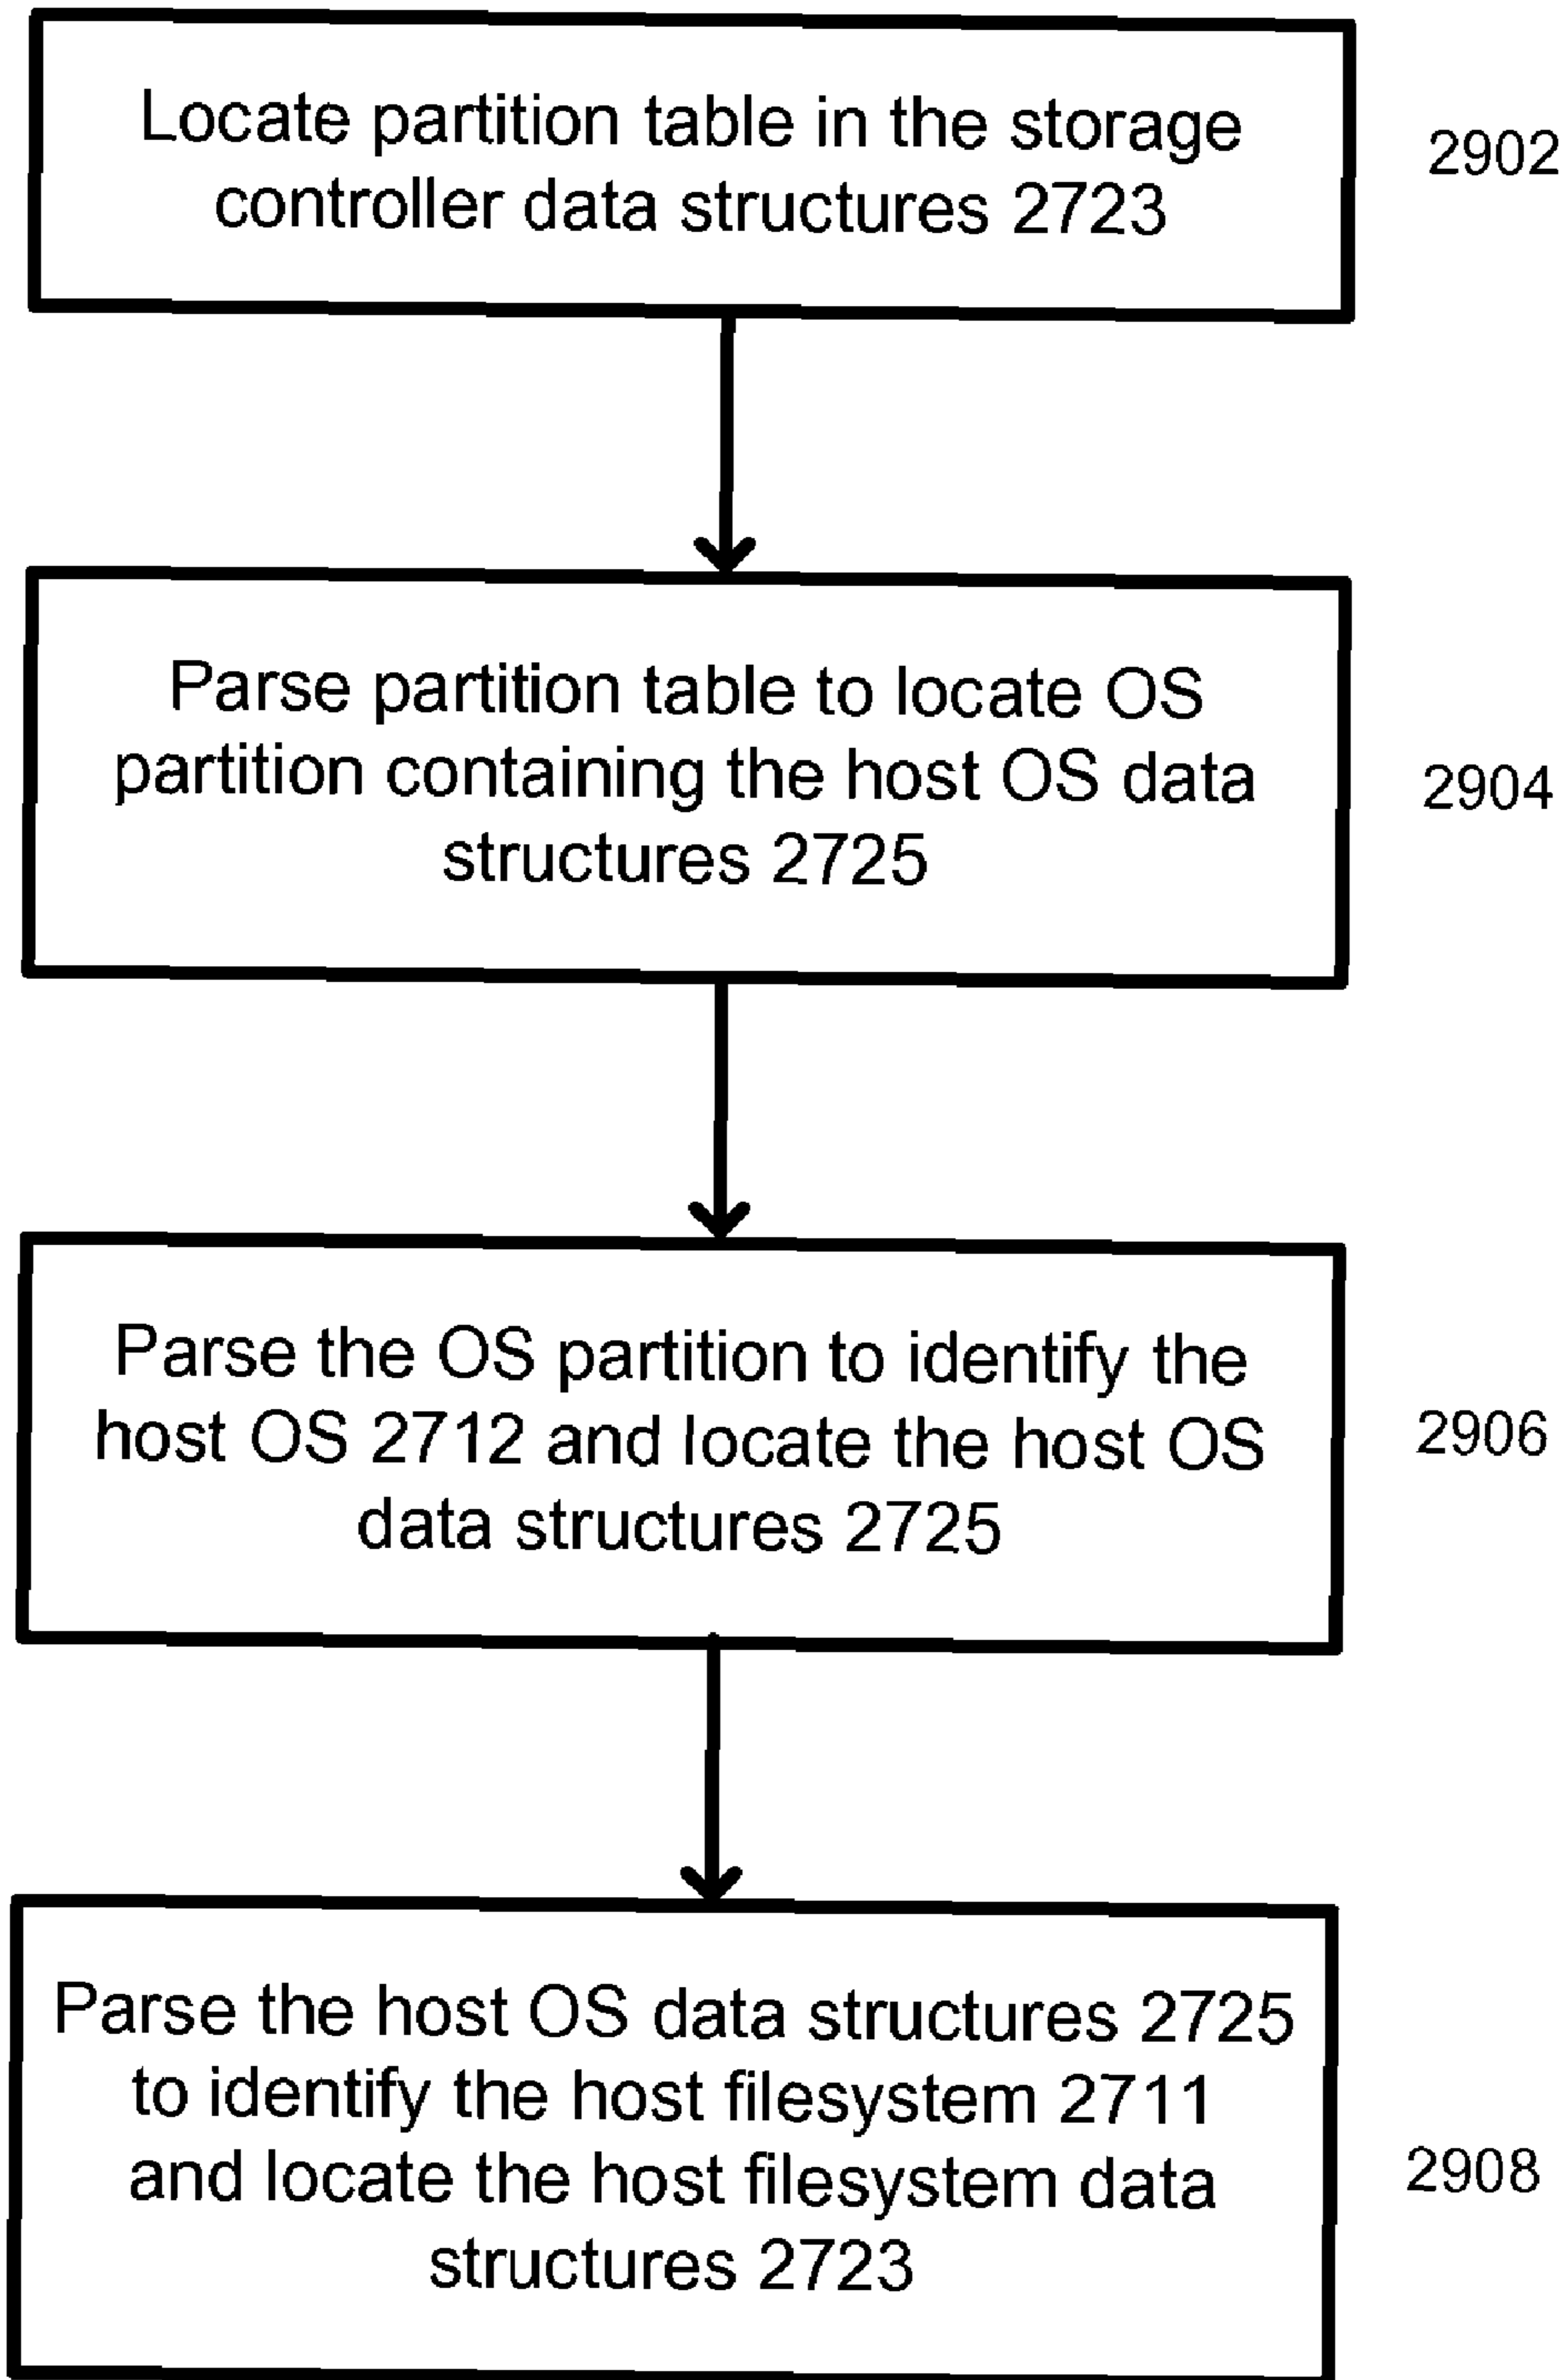 Locate partition table in the storage
controller data structures 2723
2902
Parse partition table to locate OS
partition containing the host OS data
structures 2725
2904
Parse the OS partition to identify the
host OS 2712 and locate the host OS
data structures 2725
2906
Parse the host OS data structures 2725
to identify the host filesystem 2711
and locate the host filesystem data
structures 2723
2908